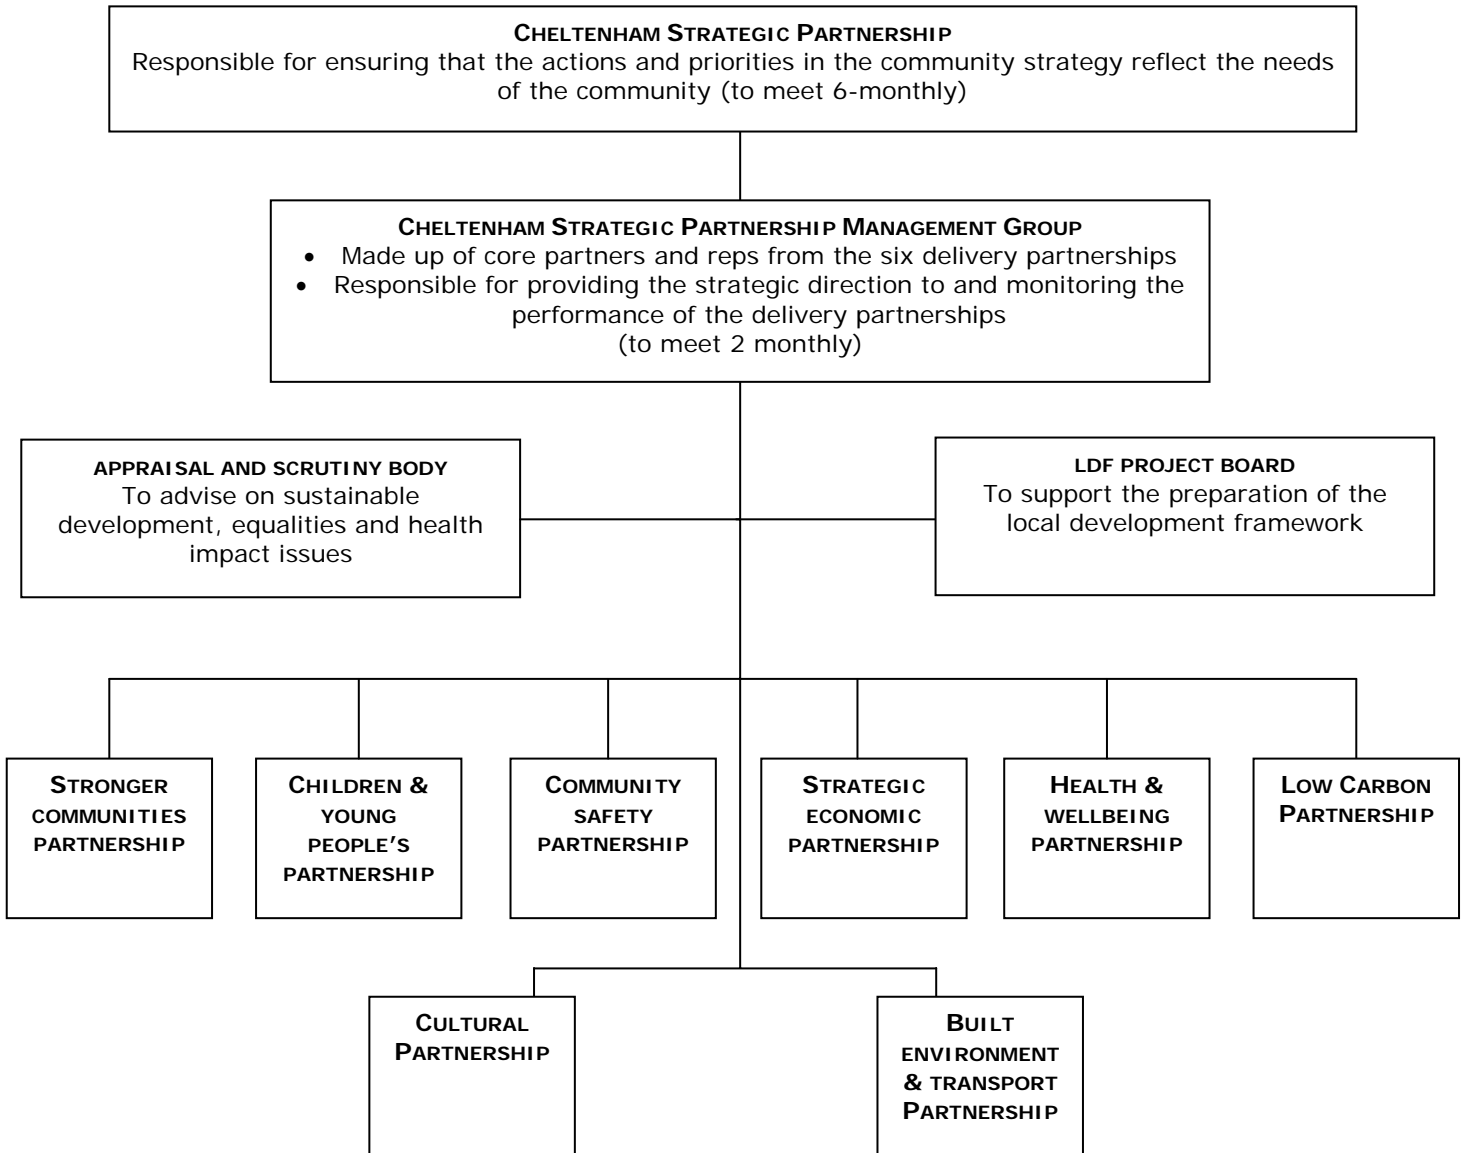 CHELTENHAM STRATEGIC PARTNERSHIP
Responsible for ensuring that the actions and priorities in the community strategy reflect the needs
of the community (to meet 6-monthly)
CHELTENHAM STRATEGIC PARTNERSHIP MANAGEMENT GROUP
• Made up of core partners and reps from the six delivery partnerships
• Responsible for providing the strategic direction to and monitoring the
performance of the delivery partnerships
(to meet 2 monthly)
APPRAISAL AND SCRUTINY BODY
To advise on sustainable
development, equalities and health
impact issues
LDF PROJECT BOARD
To support the preparation of the
local development framework
STRONGER
COMMUNITIES
PARTNERSHIP
CHILDREN &
YOUNG
PEOPLE'S
PARTNERSHIP
COMMUNITY
SAFETY
PARTNERSHIP
STRATEGIC
ECONOMIC
PARTNERSHIP
HEALTH &
WELLBEING
PARTNERSHIP
LOW CARBON
PARTNERSHIP
CULTURAL
PARTNERSHIP
BUILT
ENVIRONMENT
& TRANSPORT
PARTNERSHIP